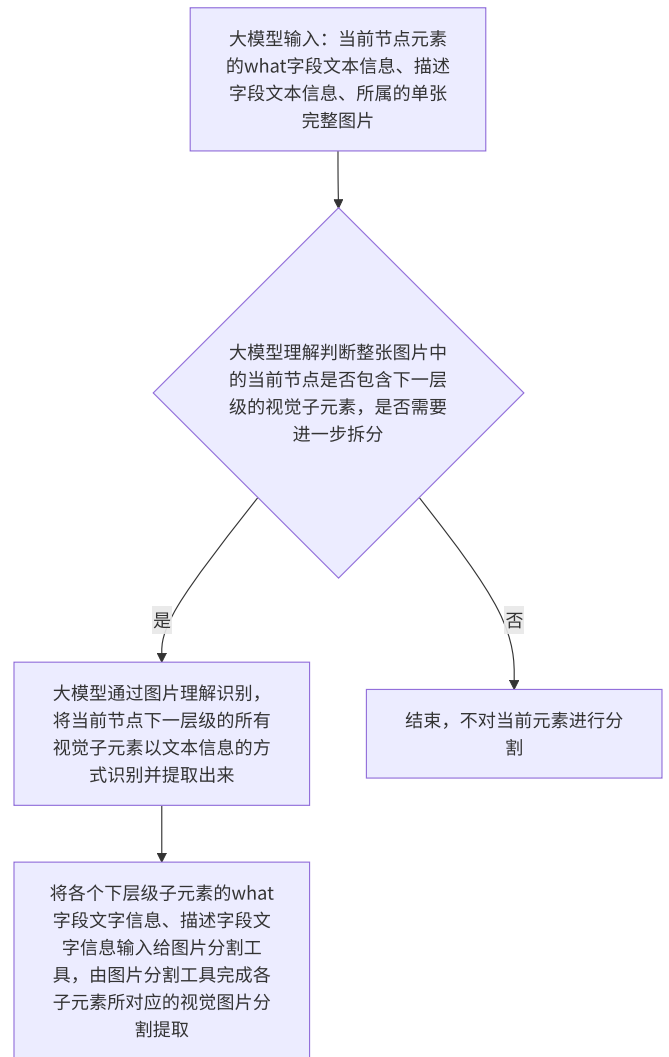 大模型输入：当前节点元素
的what字段文本信息、描述
字段文本信息、所属的单张
完整图片
大模型理解判断整张图片中
的当前节点是否包含下一层
级的视觉子元素，是否需要
进一步拆分
是
否
大模型通过图片理解识别，
将当前节点下一层级的所有
视觉子元素以文本信息的方
式识别并提取出来
结束，不对当前元素进行分
割
将各个下层级子元素的what
字段文字信息、描述字段文
字信息输入给图片分割工
具，由图片分割工具完成各
子元素所对应的视觉图片分
割提取